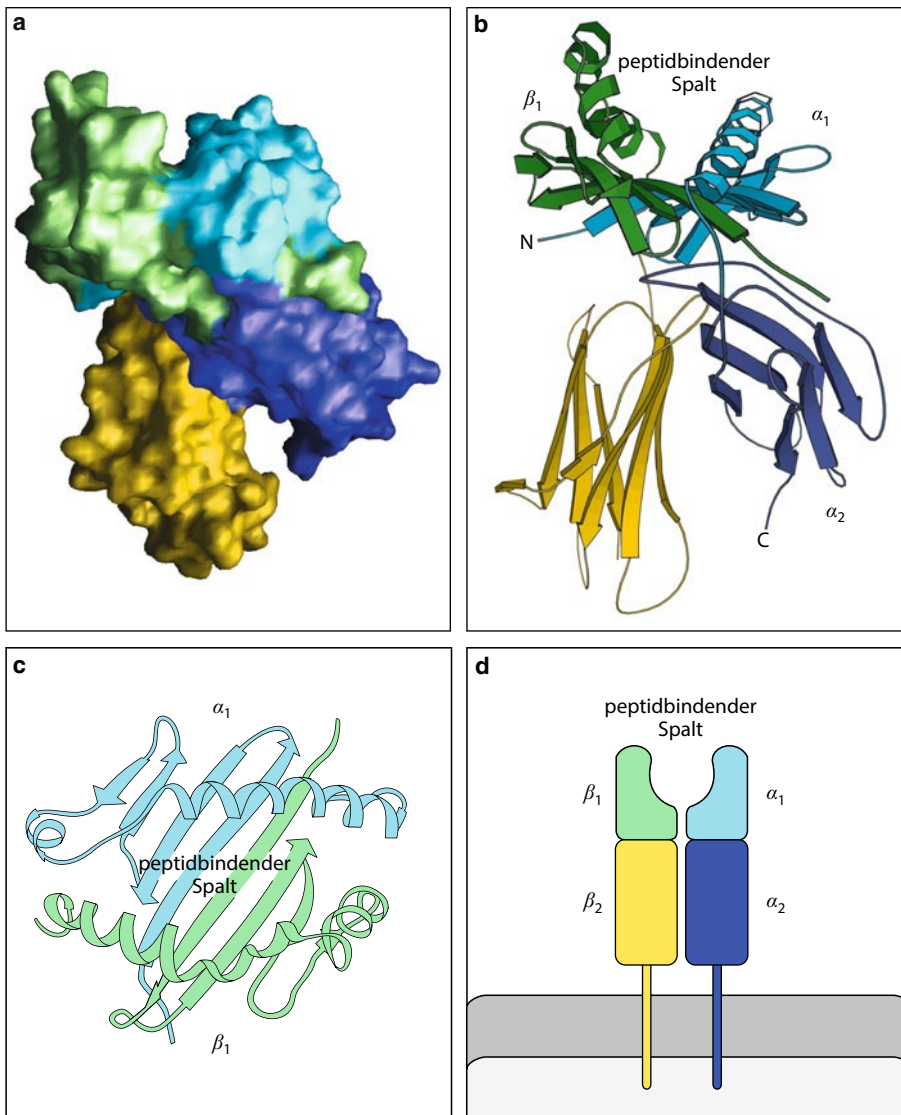 a
b
peptidbindender
Spalt
β1
α1
N
α2
C
c
α1
peptidbindender
Spalt
β1
d
peptidbindender
Spalt
β1
α1
β2
α2